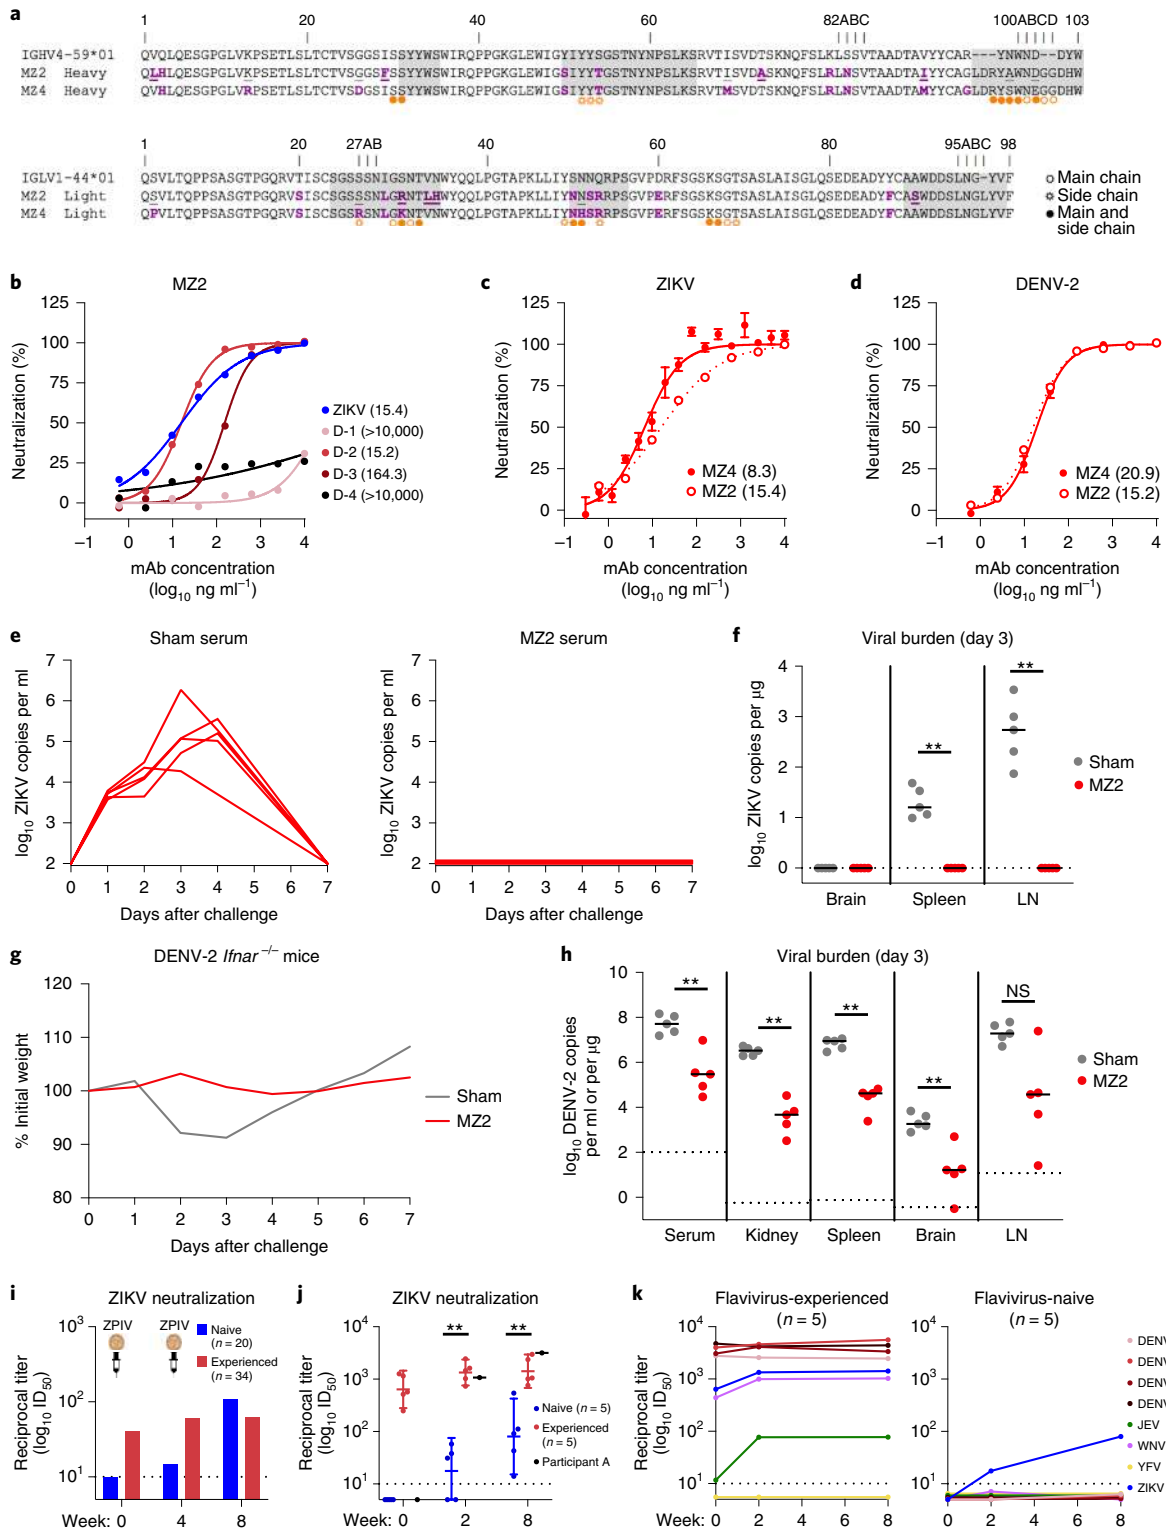 a
1 20 40 60 82ABC 100ABCD 103
IGHV4-59*01 QVQLQESGPGLVKPSETLSLTCTVSGGSISSYYWSWIRQPPGKGLEWIGYIYYSGSTNYNPSLKSRVTISVDTSKNQFSLKLSSVTAADTAVYYCAR---YNWND--DYW
MZ2 Heavy
MZ4 Heavy
1 20 27AB 40 60 80 95ABC 98
IGLV1-44*01 QSVLTQPPSASGTPGQRVTISCSGSSSNIGSNTVNWYQQLPGTAPKLLIYSNNQRPSGVPDRFSGSKSGTSASLAISGLQSEDEADYYCAAWDDSLNG-YVF
MZ2 Light
MZ4 Light
Main chain
Side chain
Main and
side chain
b MZ2
Neutralization (%)
125
100
75
50
25
0
−1 0 1 2 3 4
mAb concentration
(log10 ng ml−1)
ZIKV (15.4)
D-1 (>10,000)
D-2 (15.2)
D-3 (164.3)
D-4 (>10,000)
c ZIKV
Neutralization (%)
125
100
75
50
25
0
−1 0 1 2 3 4
mAb concentration
(log10 ng ml−1)
MZ4 (8.3)
MZ2 (15.4)
d DENV-2
Neutralization (%)
125
100
75
50
25
0
−1 0 1 2 3 4
mAb concentration
(log10 ng ml−1)
MZ4 (20.9)
MZ2 (15.2)
e Sham serum
log10 ZIKV copies per ml
7
6
5
4
3
2
0 1 2 3 4 5 6 7
Days after challenge
MZ2 serum
log10 ZIKV copies per ml
7
6
5
4
3
2
0 1 2 3 4 5 6 7
Days after challenge
f Viral burden (day 3)
log10 ZIKV copies per µg
4
3
2
1
0
** **
Brain Spleen LN
Sham
MZ2
g DENV-2 Ifnar −/− mice
% Initial weight
120
110
100
90
80
0 1 2 3 4 5 6 7
Days after challenge
Sham
MZ2
h Viral burden (day 3)
log10 DENV-2 copies
per ml or per µg
10
8
6
4
2
0
** ** ** ** NS
Serum Kidney Spleen Brain LN
Sham
MZ2
i ZIKV neutralization
Reciprocal titer
(log10 ID50)
103
102
101
ZPIV ZPIV
Naive
(n = 20)
Experienced
(n = 34)
Week: 0 4 8
j ZIKV neutralization
Reciprocal titer
(log10 ID50)
104
103
102
101
** **
Naive (n = 5)
Experienced
(n = 5)
Participant A
Week: 0 2 8
k Flavivirus-experienced
(n = 5)
Reciprocal titer
(log10 ID50)
104
103
102
101
Week: 0 2 4 6 8
Flavivirus-naive
(n = 5)
104
103
102
101
0 2 4 6 8
DENV
DENV
DENV
DENV
JEV
WNV
YFV
ZIKV